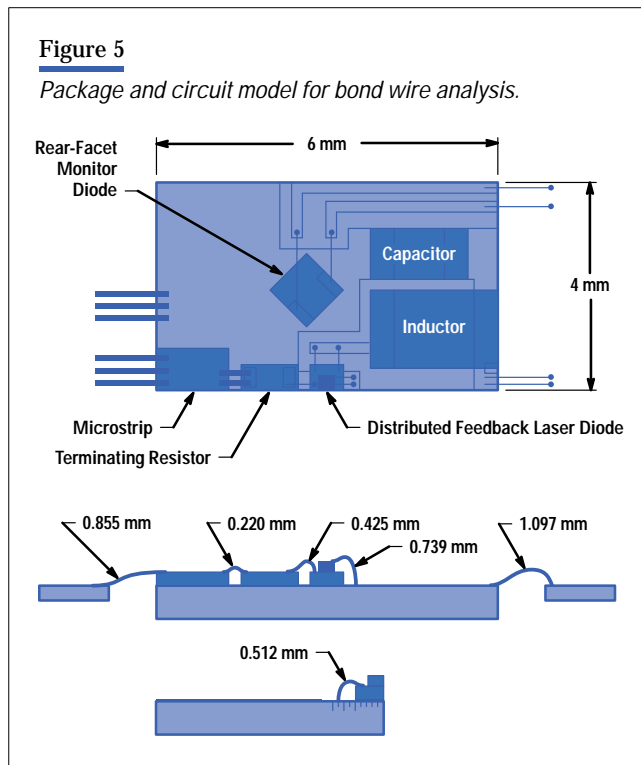 Figure 5
Package and circuit model for bond wire analysis.
6 mm
Rear-Facet
Monitor
Diode
Capacitor
4 mm
Inductor
Microstrip
Distributed Feedback Laser Diode
Terminating Resistor
0.855 mm
0.220 mm
0.425 mm
1.097 mm
0.739 mm
0.512 mm